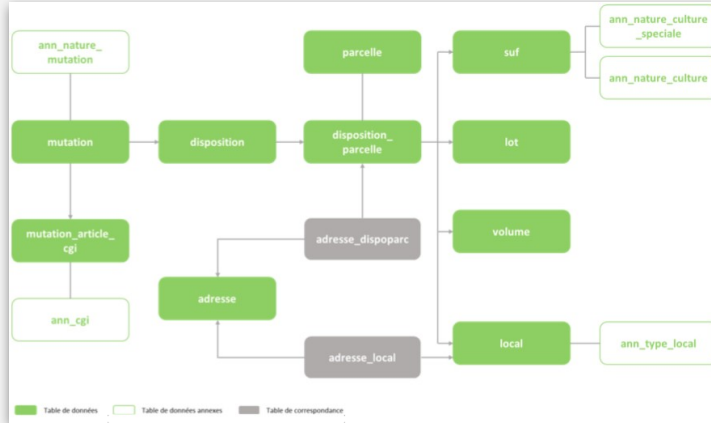 ann_nature_
mutation
parcelle
suf
ann_nature_culture
_speciale
ann_nature_culture
mutation
disposition
disposition_
parcelle
lot
mutation_article_
cgi
adresse_dispoparc
volume
adresse
ann_cgi
adresse_local
local
ann_type_local
Table de données
Table de données annexes
Table de correspondance